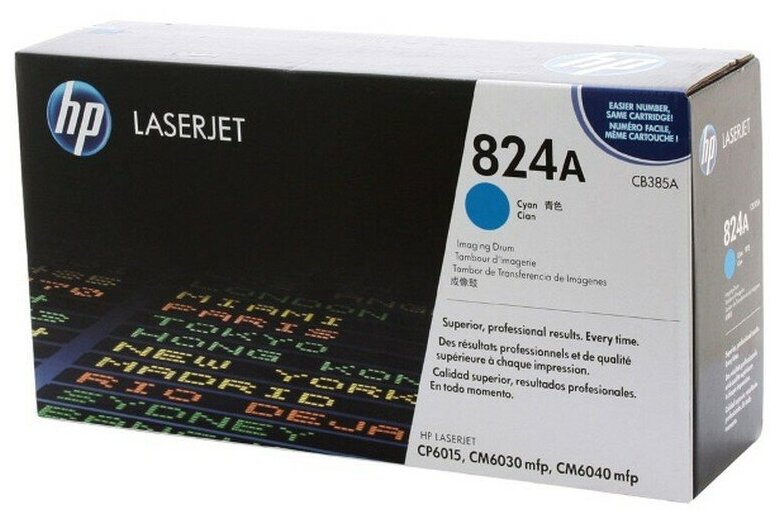 hp
LASERJET
LONDON
MIAMI
PARIS
TOKYO
HONG KONG
NEW YORK
MADRID
RIO DE JA
SYDNEY
EASIER NUMBER,
SAME CARTRIDGE!
NUMÉRO FACILE,
MÊME CARTOUCHE!
824A
CB385A
Cyan 青色
Cian
Imaging Drum
Tambour d'imagerie
Tambor de Transferencia de Imagenes
成像鼓
Superior, professional results. Every time.
Des résultats professionnels et de qualité
supérieure à chaque impression.
Calidad superior, resultados profesionales.
En todo momento.
HP LASERJET
CP6015, CM6030 mfp, CM6040 mfp
hp
CB385A
824A